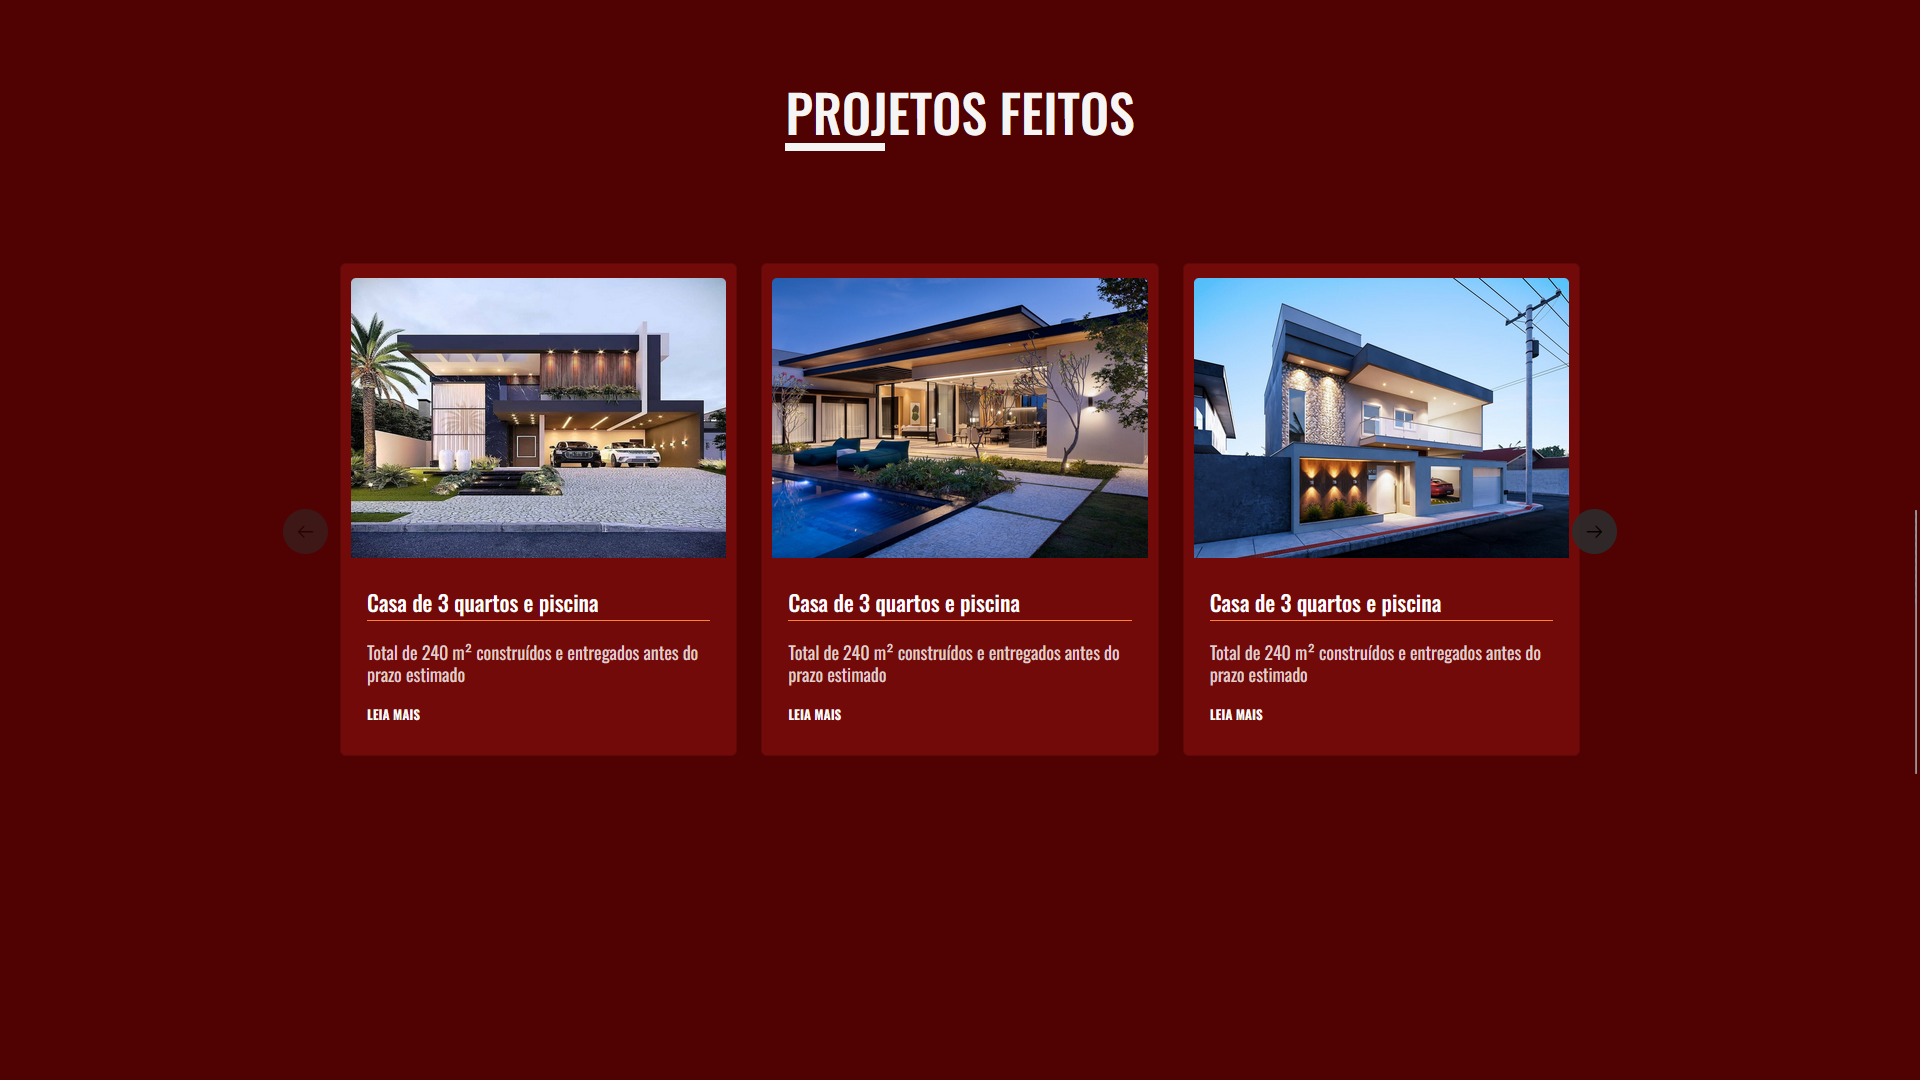 PROJETOS FEITOS
Casa de 3 quartos e piscina
Total de 240 m² construídos e entregados antes do
prazo estimado
LEIA MAIS
Casa de 3 quartos e piscina
Total de 240 m² construídos e entregados antes do
prazo estimado
LEIA MAIS
Casa de 3 quartos e piscina
Total de 240 m² construídos e entregados antes do
prazo estimado
LEIA MAIS